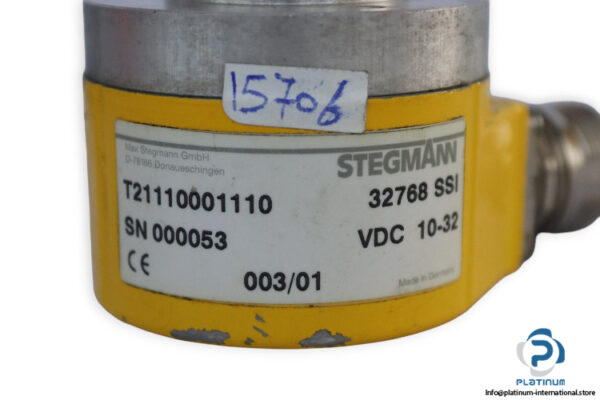 15706
Max Stegmann GmbH
D-78166 Donaueschingen
STEGMANN
T21110001110
32768 SSI
SN 000053
VDC 10-32
CE
003/01
Made in Germany
PLATINUM
Info@platinum-international.store